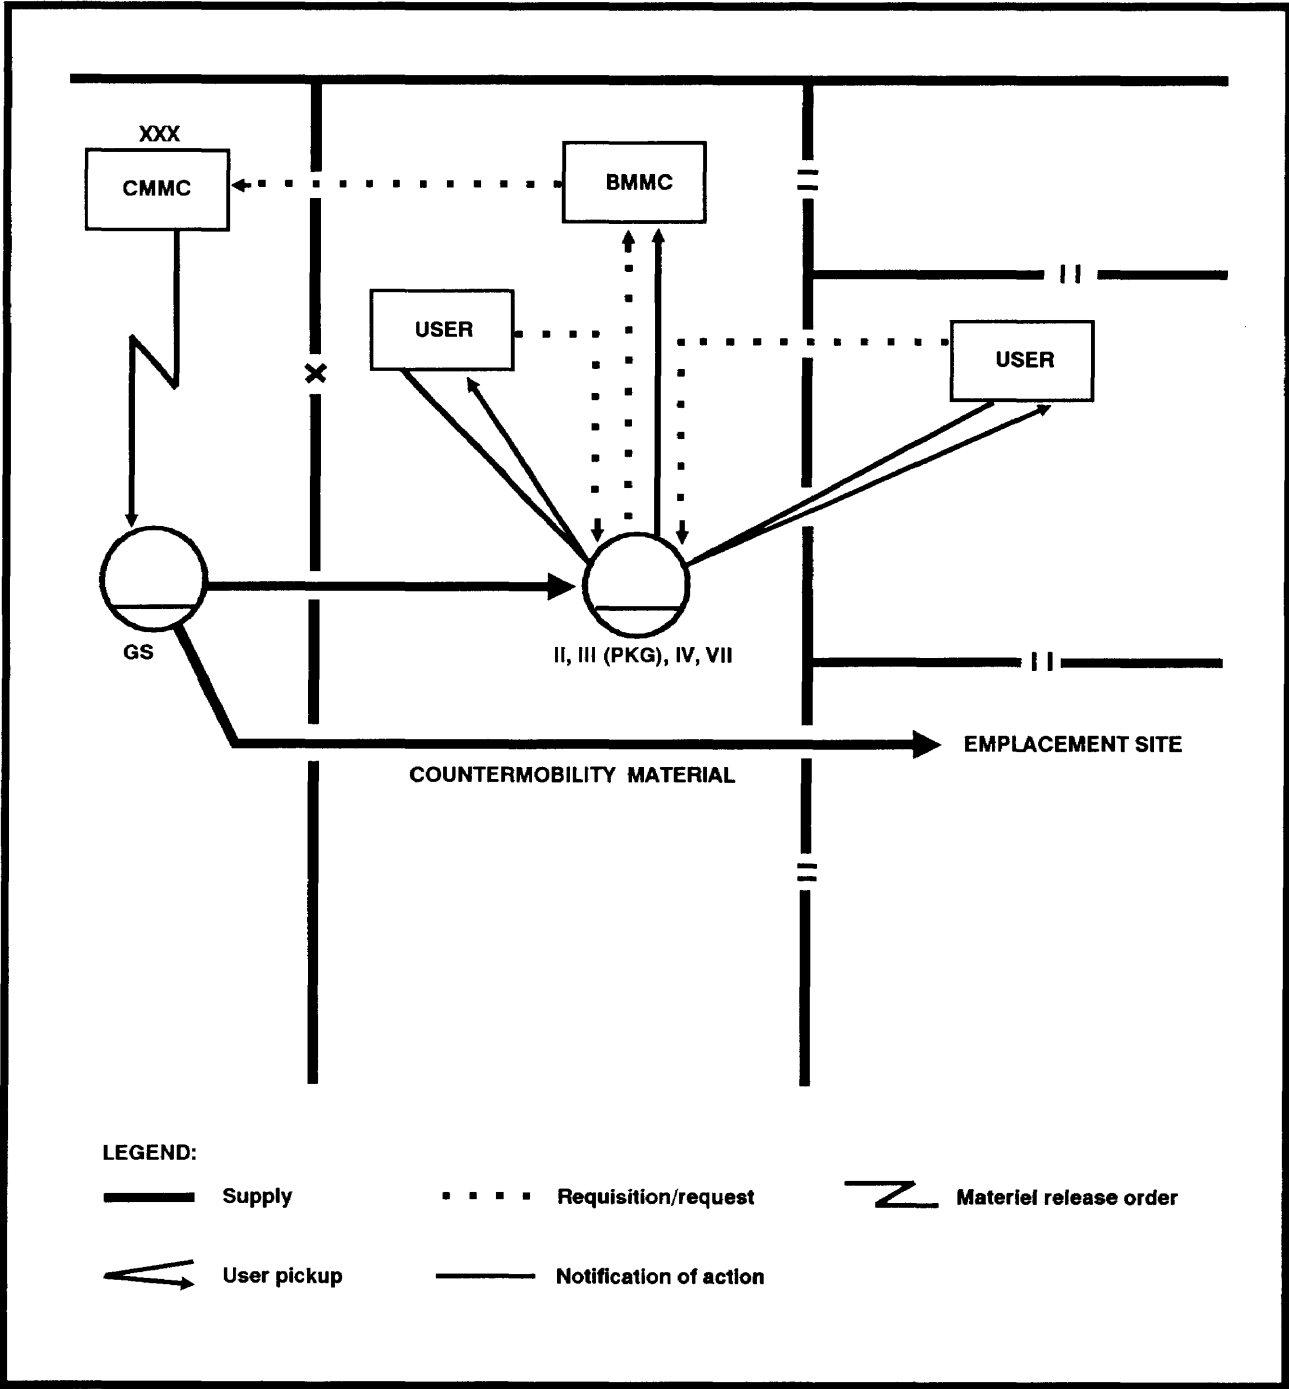 XXX
CMMC
BMMC
USER
USER
GS
II, III (PKG), IV, VII
EMPLACEMENT SITE
COUNTERMOBILITY MATERIAL
LEGEND:
Supply
Requisition/request
Materiel release order
User pickup
Notification of action